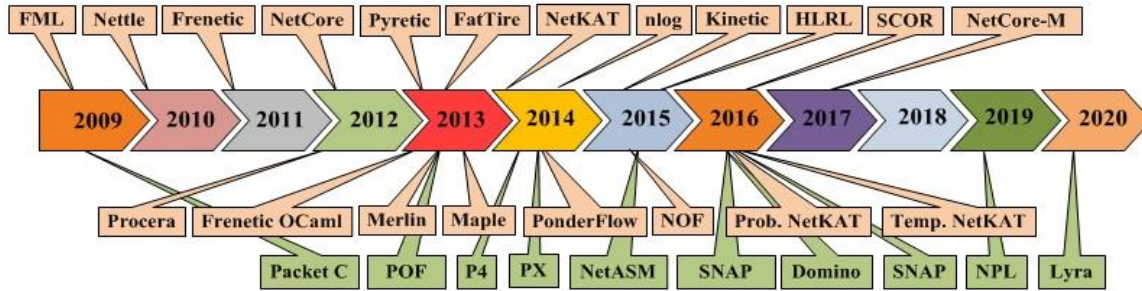 FML Nettle Frenetic NetCore Pyretic FatTire NetKAT nlog Kinetic HLRL SCOR NetCore-M
2009 2010 2011 2012 2013 2014 2015 2016 2017 2018 2019 2020
Procera Frenetic OCaml Merlin Maple PonderFlow NOF Prob. NetKAT Temp. NetKAT
Packet C POF P4 PX NetASM SNAP Domino SNAP NPL Lyra